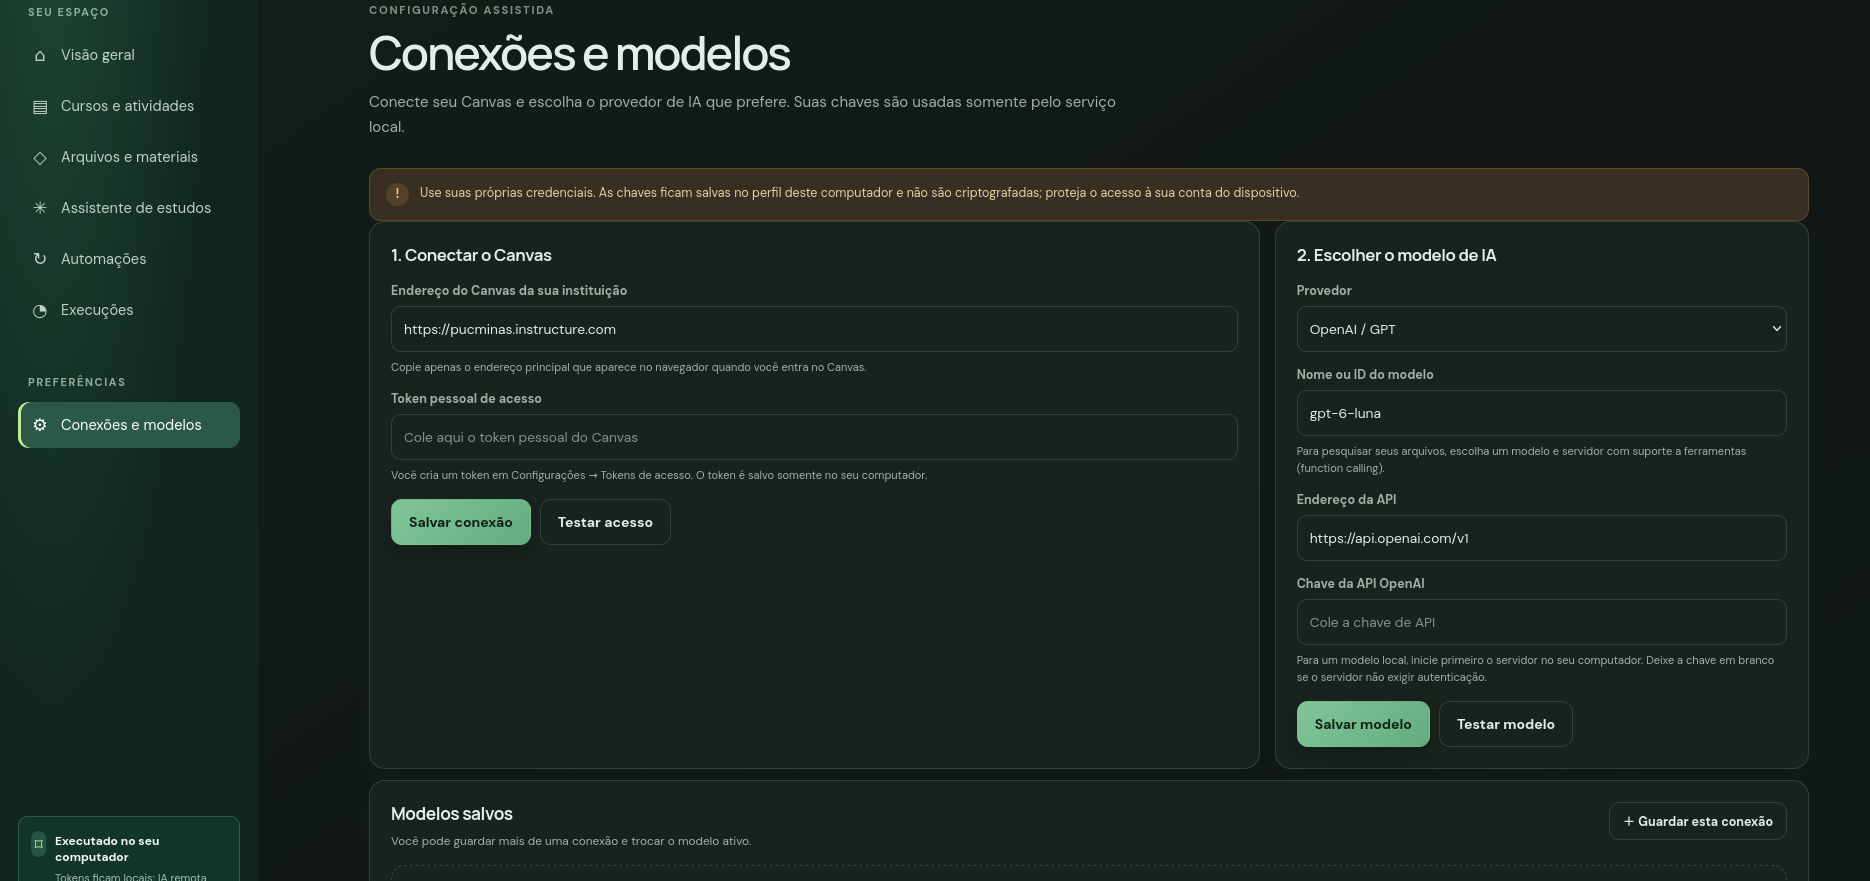 SEU ESPAÇO
Visão geral
Cursos e atividades
Arquivos e materiais
Assistente de estudos
Automações
Execuções
PREFERÊNCIAS
Conexões e modelos
Executado no seu
computador
Tokens ficam locais; IA remota
CONFIGURAÇÃO ASSISTIDA
Conexões e modelos
Conecte seu Canvas e escolha o provedor de IA que prefere. Suas chaves são usadas somente pelo serviço
local.
! Use suas próprias credenciais. As chaves ficam salvas no perfil deste computador e não são criptografadas; proteja o acesso à sua conta do dispositivo.
1. Conectar o Canvas
Endereço do Canvas da sua instituição
https://pucminas.instructure.com
Copie apenas o endereço principal que aparece no navegador quando você entra no Canvas.
Token pessoal de acesso
Cole aqui o token pessoal do Canvas
Você cria um token em Configurações → Tokens de acesso. O token é salvo somente no seu computador.
Salvar conexão
Testar acesso
2. Escolher o modelo de IA
Provedor
OpenAI / GPT
Nome ou ID do modelo
gpt-6-luna
Para pesquisar seus arquivos, escolha um modelo e servidor com suporte a ferramentas
(function calling).
Endereço da API
https://api.openai.com/v1
Chave da API OpenAI
Cole a chave de API
Para um modelo local, inicie primeiro o servidor no seu computador. Deixe a chave em branco
se o servidor não exigir autenticação.
Salvar modelo
Testar modelo
Modelos salvos
Você pode guardar mais de uma conexão e trocar o modelo ativo.
+ Guardar esta conexão